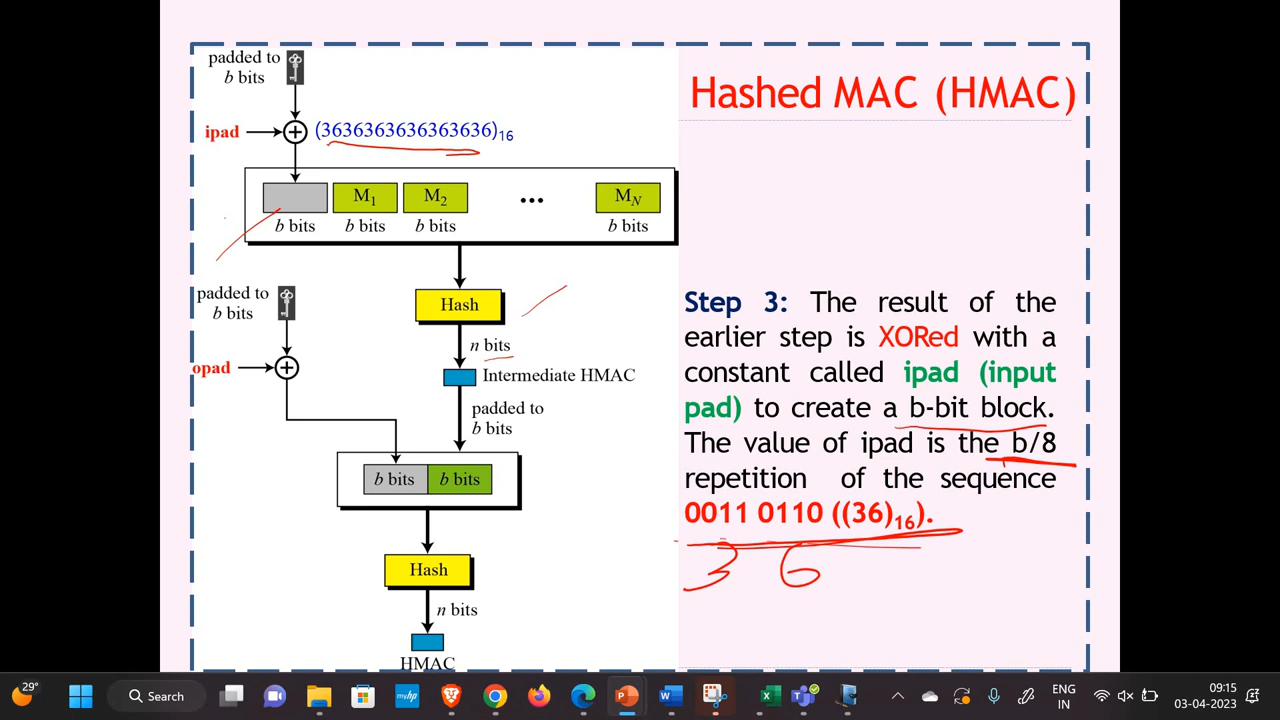 padded to
b bits
Hashed MAC (HMAC)
ipad
(3636363636363636)16
M1
M2
...
MN
b bits
b bits
b bits
b bits
padded to
b bits
Hash
n bits
opad
Intermediate HMAC
padded to
b bits
b bits
b bits
Hash
n bits
HMAC
Step 3: The result of the
earlier step is XORed with a
constant called ipad (input
pad) to create a b-bit block.
The value of ipad is the b/8
repetition of the sequence
0011 0110 ((36)16).
3 6
29°
Search
myhp
ENG
IN
09:15
03-04-2023